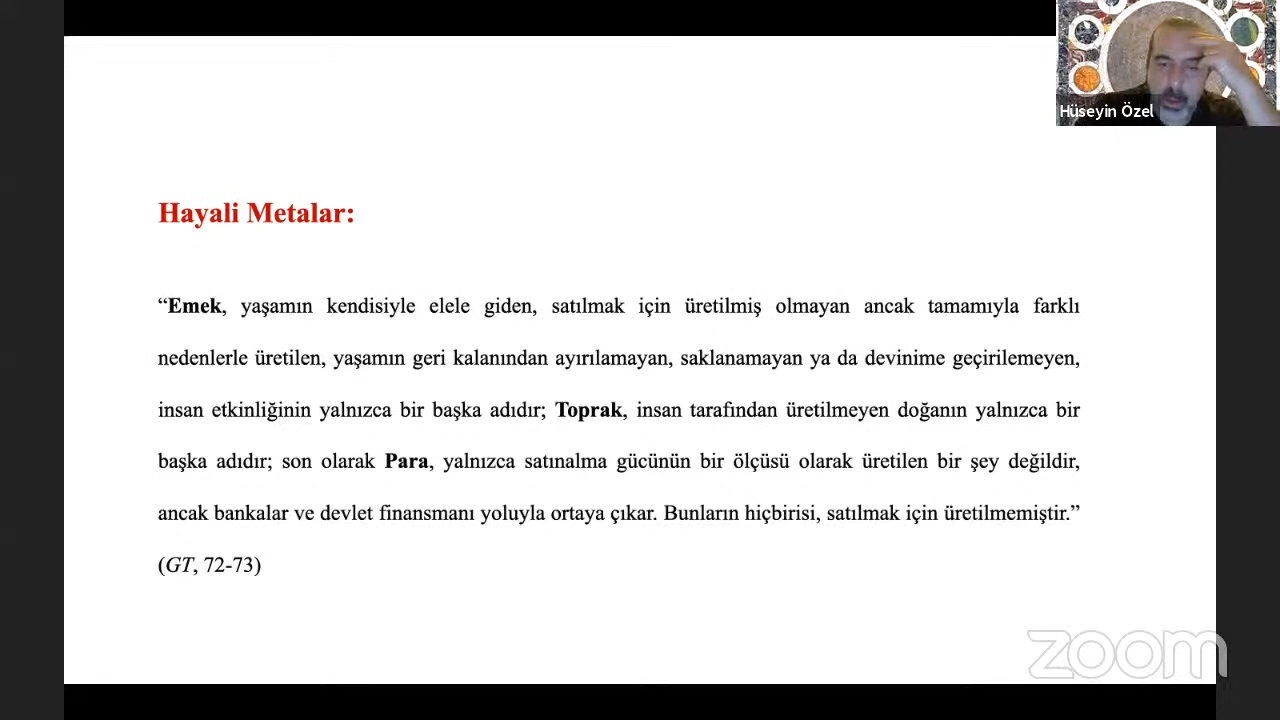 Hüseyin Özel
Hayali Metalar:
“Emek, yaşamın kendisiyle elele giden, satılmak için üretilmiş olmayan ancak tamamıyla farklı
nedenlerle üretilen, yaşamın geri kalanından ayırılamayan, saklanamayan ya da devinime geçirilemeyen,
insan etkinliğinin yalnızca bir başka adıdır; Toprak, insan tarafından üretilmeyen doğanın yalnızca bir
başka adıdır; son olarak Para, yalnızca satınalma gücünün bir ölçüsü olarak üretilen bir şey değildir,
ancak bankalar ve devlet finansmanı yoluyla ortaya çıkar. Bunların hiçbirisi, satılmak için üretilmemiştir.”
(GT, 72-73)
zoom